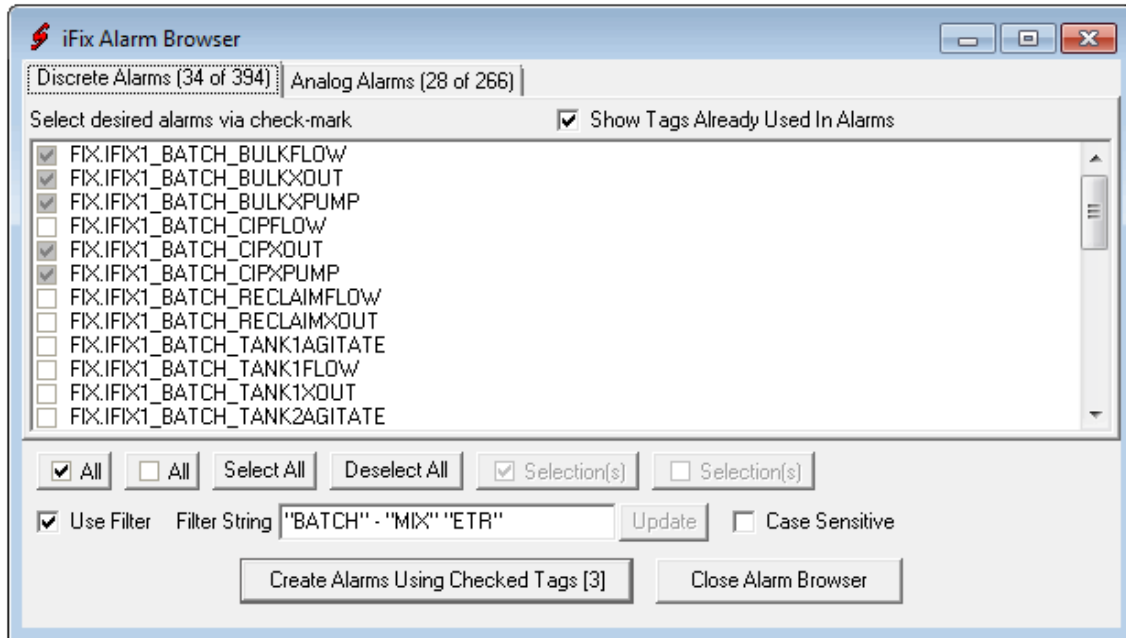 iFix Alarm Browser
Discrete Alarms (34 of 394) Analog Alarms (28 of 266)
Select desired alarms via check-mark Show Tags Already Used In Alarms
FIX.IFIX1_BATCH_BULKFLOW
FIX.IFIX1_BATCH_BULKXOUT
FIX.IFIX1_BATCH_BULKXPUMP
FIX.IFIX1_BATCH_CIPFLOW
FIX.IFIX1_BATCH_CIPXOUT
FIX.IFIX1_BATCH_CIPXPUMP
FIX.IFIX1_BATCH_RECLAIMFLOW
FIX.IFIX1_BATCH_RECLAIMXOUT
FIX.IFIX1_BATCH_TANK1AGITATE
FIX.IFIX1_BATCH_TANK1FLOW
FIX.IFIX1_BATCH_TANK1XOUT
FIX.IFIX1_BATCH_TANK2AGITATE
All All Select All Deselect All Selection(s) Selection(s)
Use Filter Filter String "BATCH" - "MIX" "ETR" Update Case Sensitive
Create Alarms Using Checked Tags [3] Close Alarm Browser